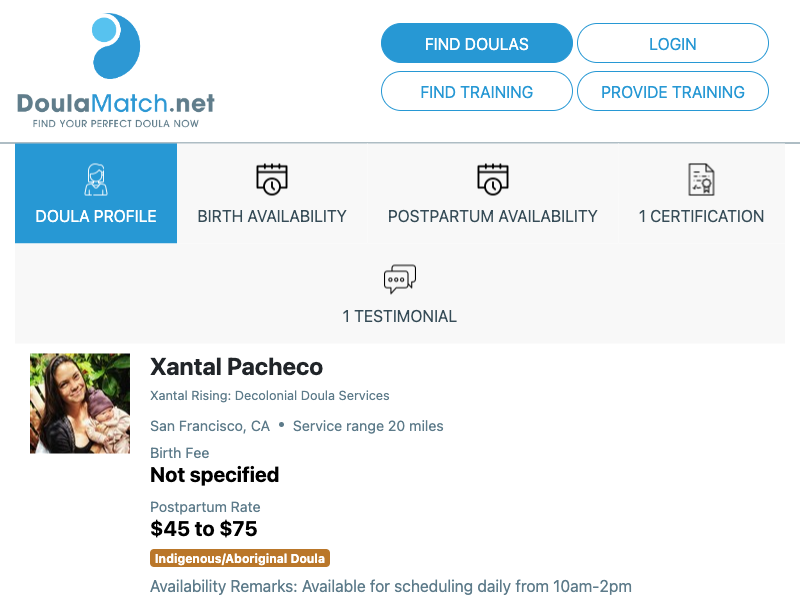 DoulaMatch.net
FIND YOUR PERFECT DOULA NOW
FIND DOULAS
LOGIN
FIND TRAINING
PROVIDE TRAINING
DOULA PROFILE
BIRTH AVAILABILITY
POSTPARTUM AVAILABILITY
1 CERTIFICATION
1 TESTIMONIAL
Xantal Pacheco
Xantal Rising: Decolonial Doula Services
San Francisco, CA • Service range 20 miles
Birth Fee
Not specified
Postpartum Rate
$45 to $75
Indigenous/Aboriginal Doula
Availability Remarks: Available for scheduling daily from 10am-2pm